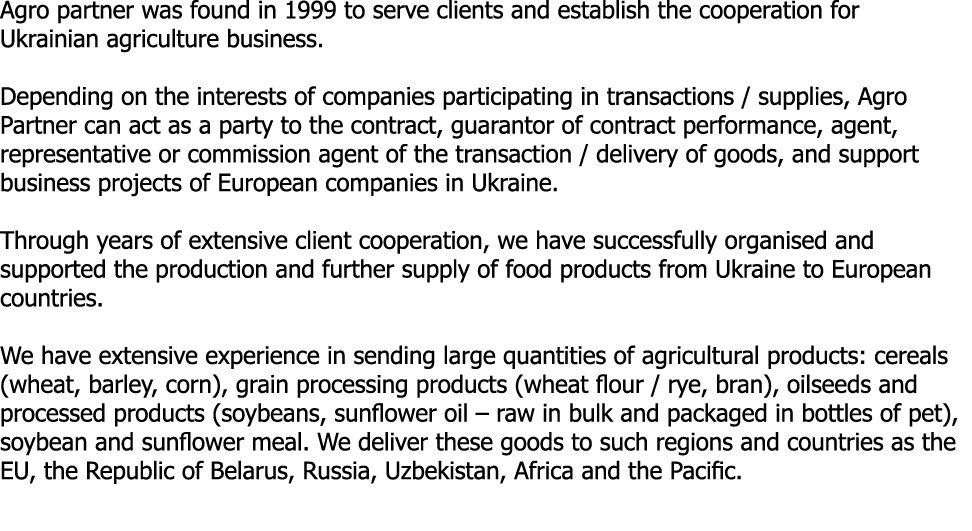 Agro partner was found in 1999 to serve clients and establish the cooperation for
Ukrainian agriculture business.
Depending on the interests of companies participating in transactions / supplies, Agro
Partner can act as a party to the contract, guarantor of contract performance, agent,
representative or commission agent of the transaction / delivery of goods, and support
business projects of European companies in Ukraine.
Through years of extensive client cooperation, we have successfully organised and
supported the production and further supply of food products from Ukraine to European
countries.
We have extensive experience in sending large quantities of agricultural products: cereals
(wheat, barley, corn), grain processing products (wheat flour / rye, bran), oilseeds and
processed products (soybeans, sunflower oil – raw in bulk and packaged in bottles of pet),
soybean and sunflower meal. We deliver these goods to such regions and countries as the
EU, the Republic of Belarus, Russia, Uzbekistan, Africa and the Pacific.